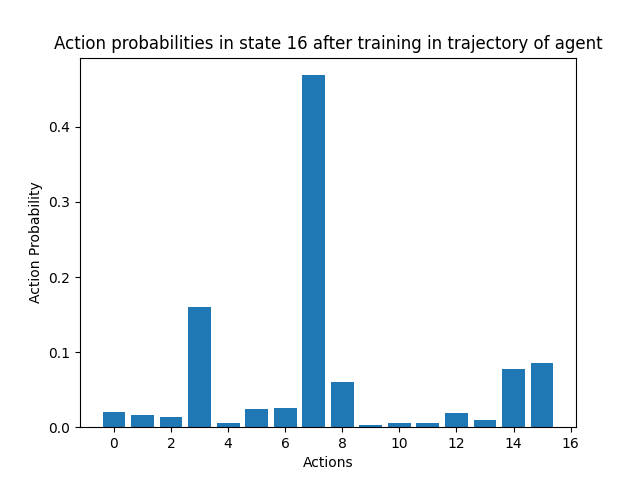 Action probabilities in state 16 after training in trajectory of agent
Action Probability
0.4
0.3
0.2
0.1
0.0
0 2 4 6 8 10 12 14 16
Actions